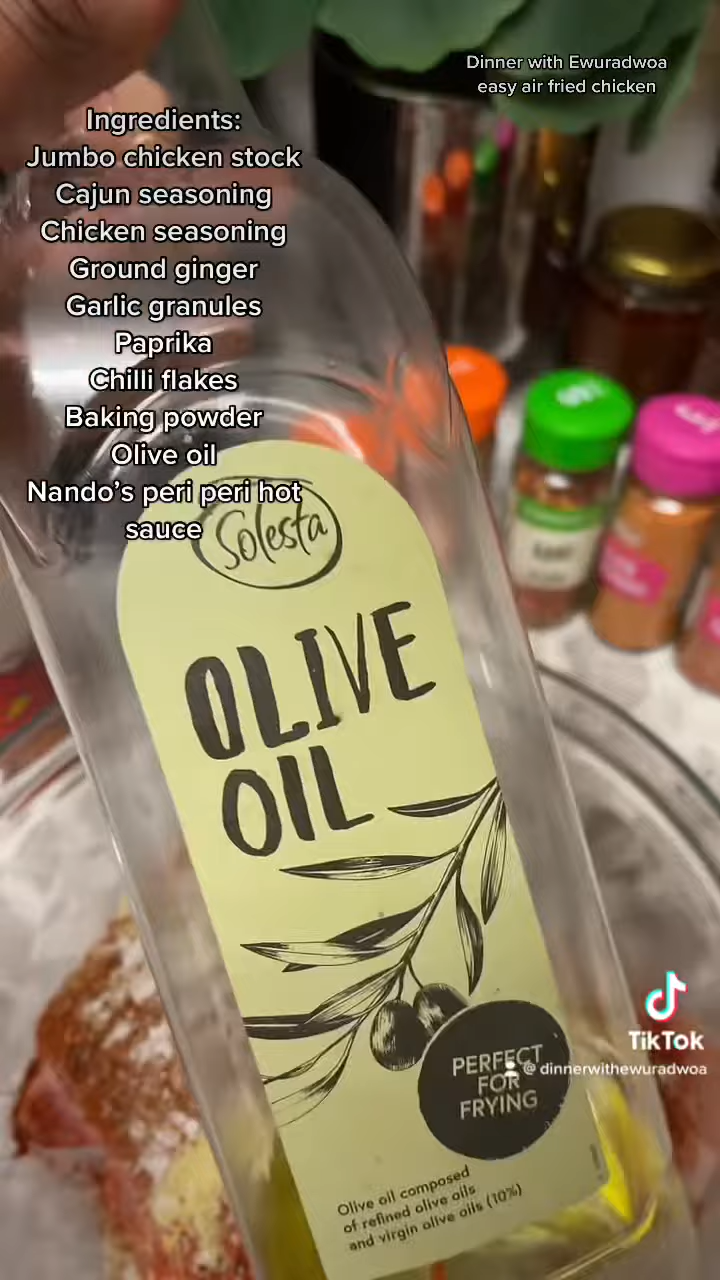 Dinner with Ewuradwoa
easy air fried chicken
Ingredients:
Jumbo chicken stock
Cajun seasoning
Chicken seasoning
Ground ginger
Garlic granules
Paprika
Chilli flakes
Baking powder
Olive oil
Nando's peri peri hot
sauce
Solesta
OLIVE
OIL
PERFECT
FOR
FRYING
TikTok
@dinnerwithewuradwoa
Olive oil composed
of refined olive oils
and virgin olive oils (10%)